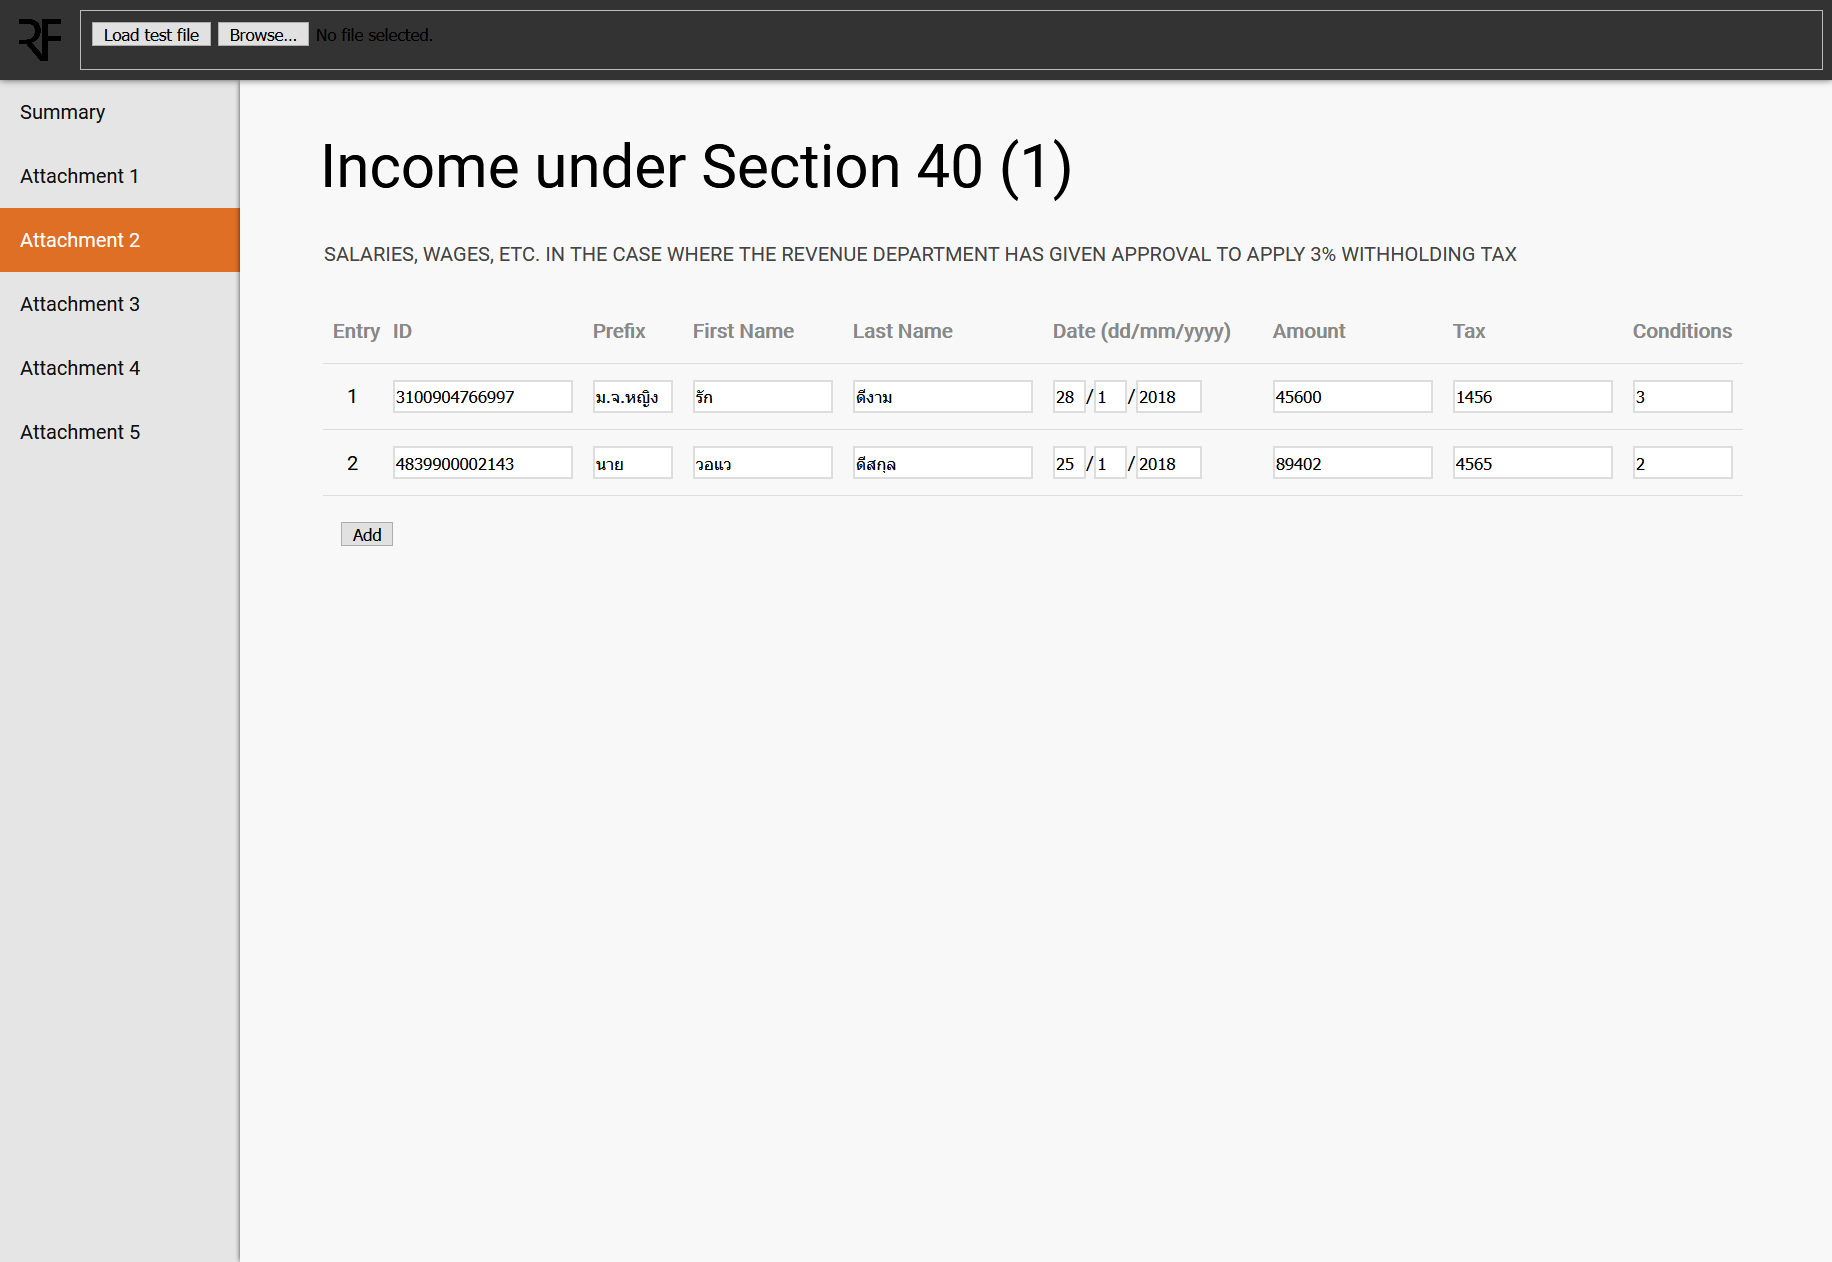 RF Load test file Browse... No file selected.
Summary
Attachment 1
Attachment 2
Attachment 3
Attachment 4
Attachment 5
Income under Section 40 (1)
SALARIES, WAGES, ETC. IN THE CASE WHERE THE REVENUE DEPARTMENT HAS GIVEN APPROVAL TO APPLY 3% WITHHOLDING TAX
Entry ID Prefix First Name Last Name Date (dd/mm/yyyy) Amount Tax Conditions
1 3100904766997 ม.จ.หญิง รัก ดีงาม 28 / 1 / 2018 45600 1456 3
2 4839900002143 นาย วอแว ดีสกุล 25 / 1 / 2018 89402 4565 2
Add